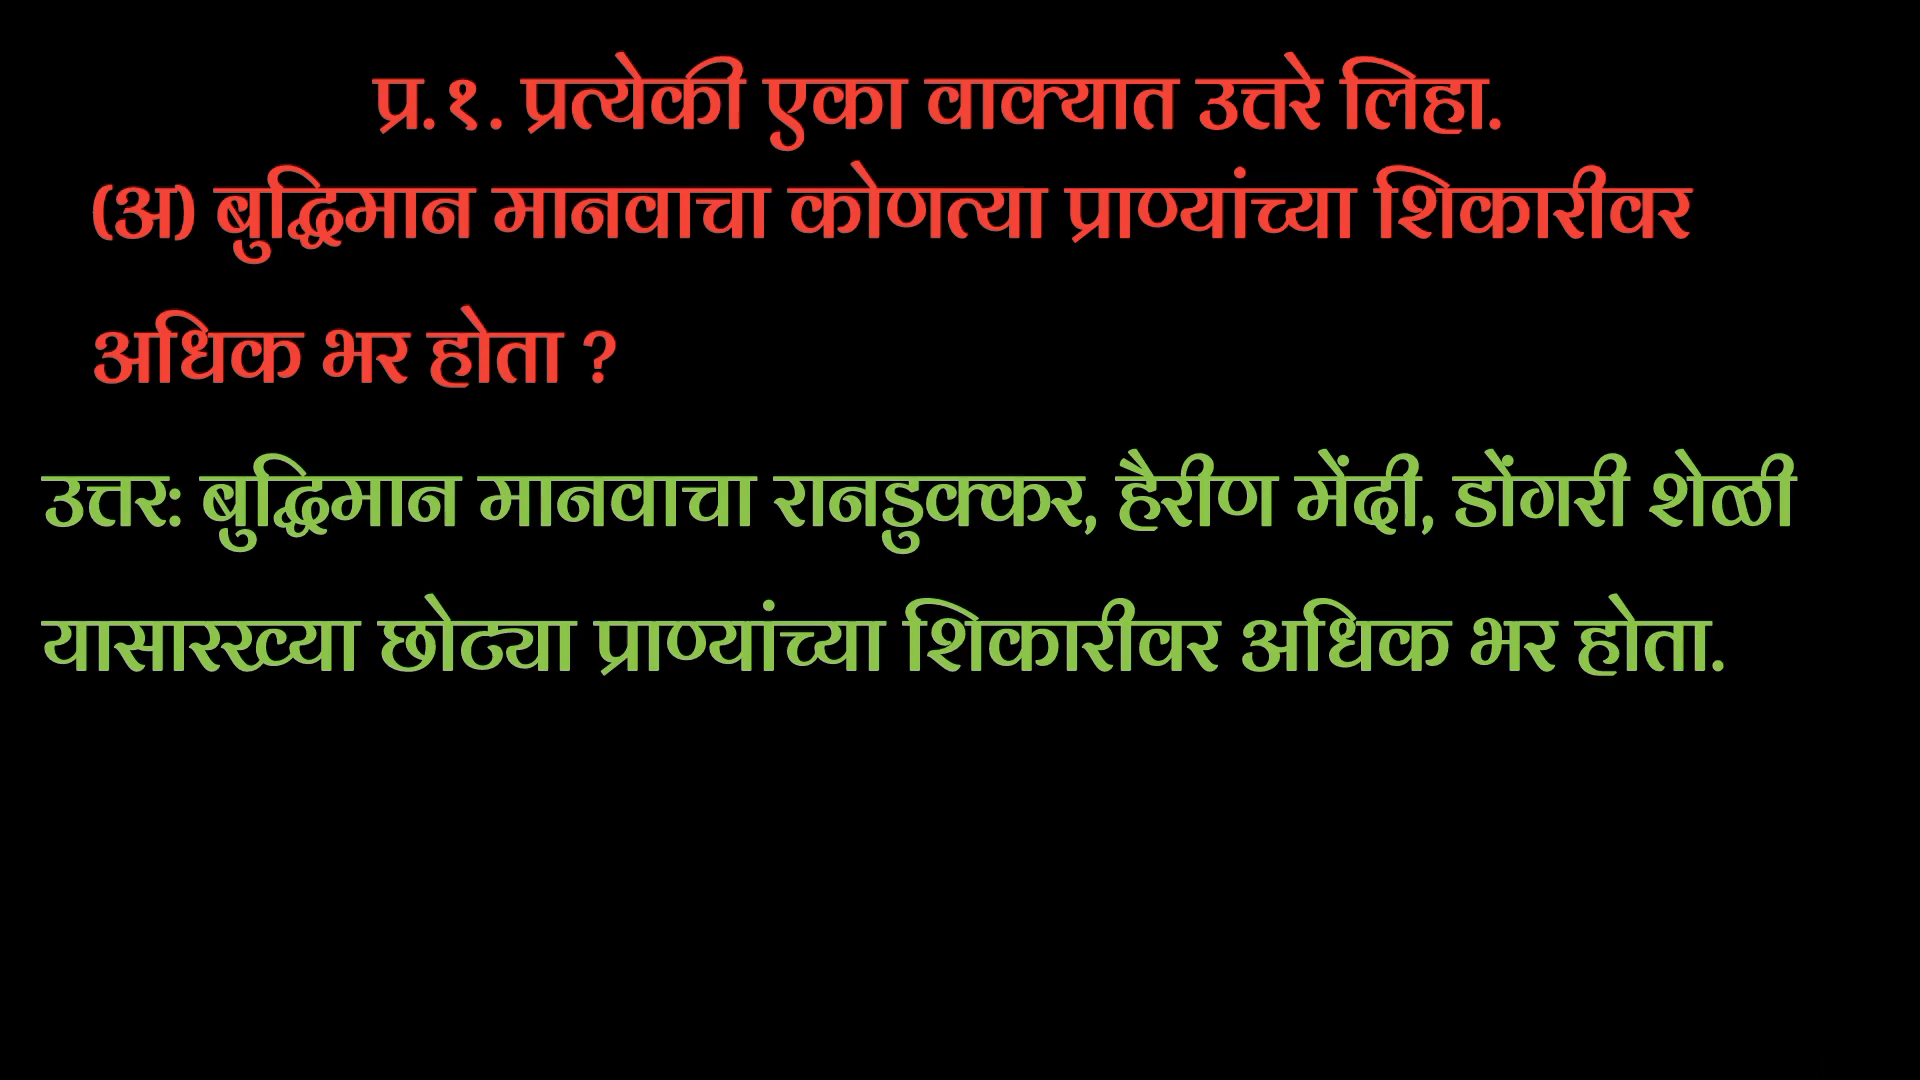 प्र.१. प्रत्येकी एका वाक्यात उत्तरे लिहा.
(अ) बुद्धिमान मानवाचा कोणत्या प्राण्यांच्या शिकारीवर
अधिक भर होता ?
उत्तर: बुद्धिमान मानवाचा रानडुक्कर, हैरीण मेंदी, डोंगरी शेळी
यासारख्या छोट्या प्राण्यांच्या शिकारीवर अधिक भर होता.